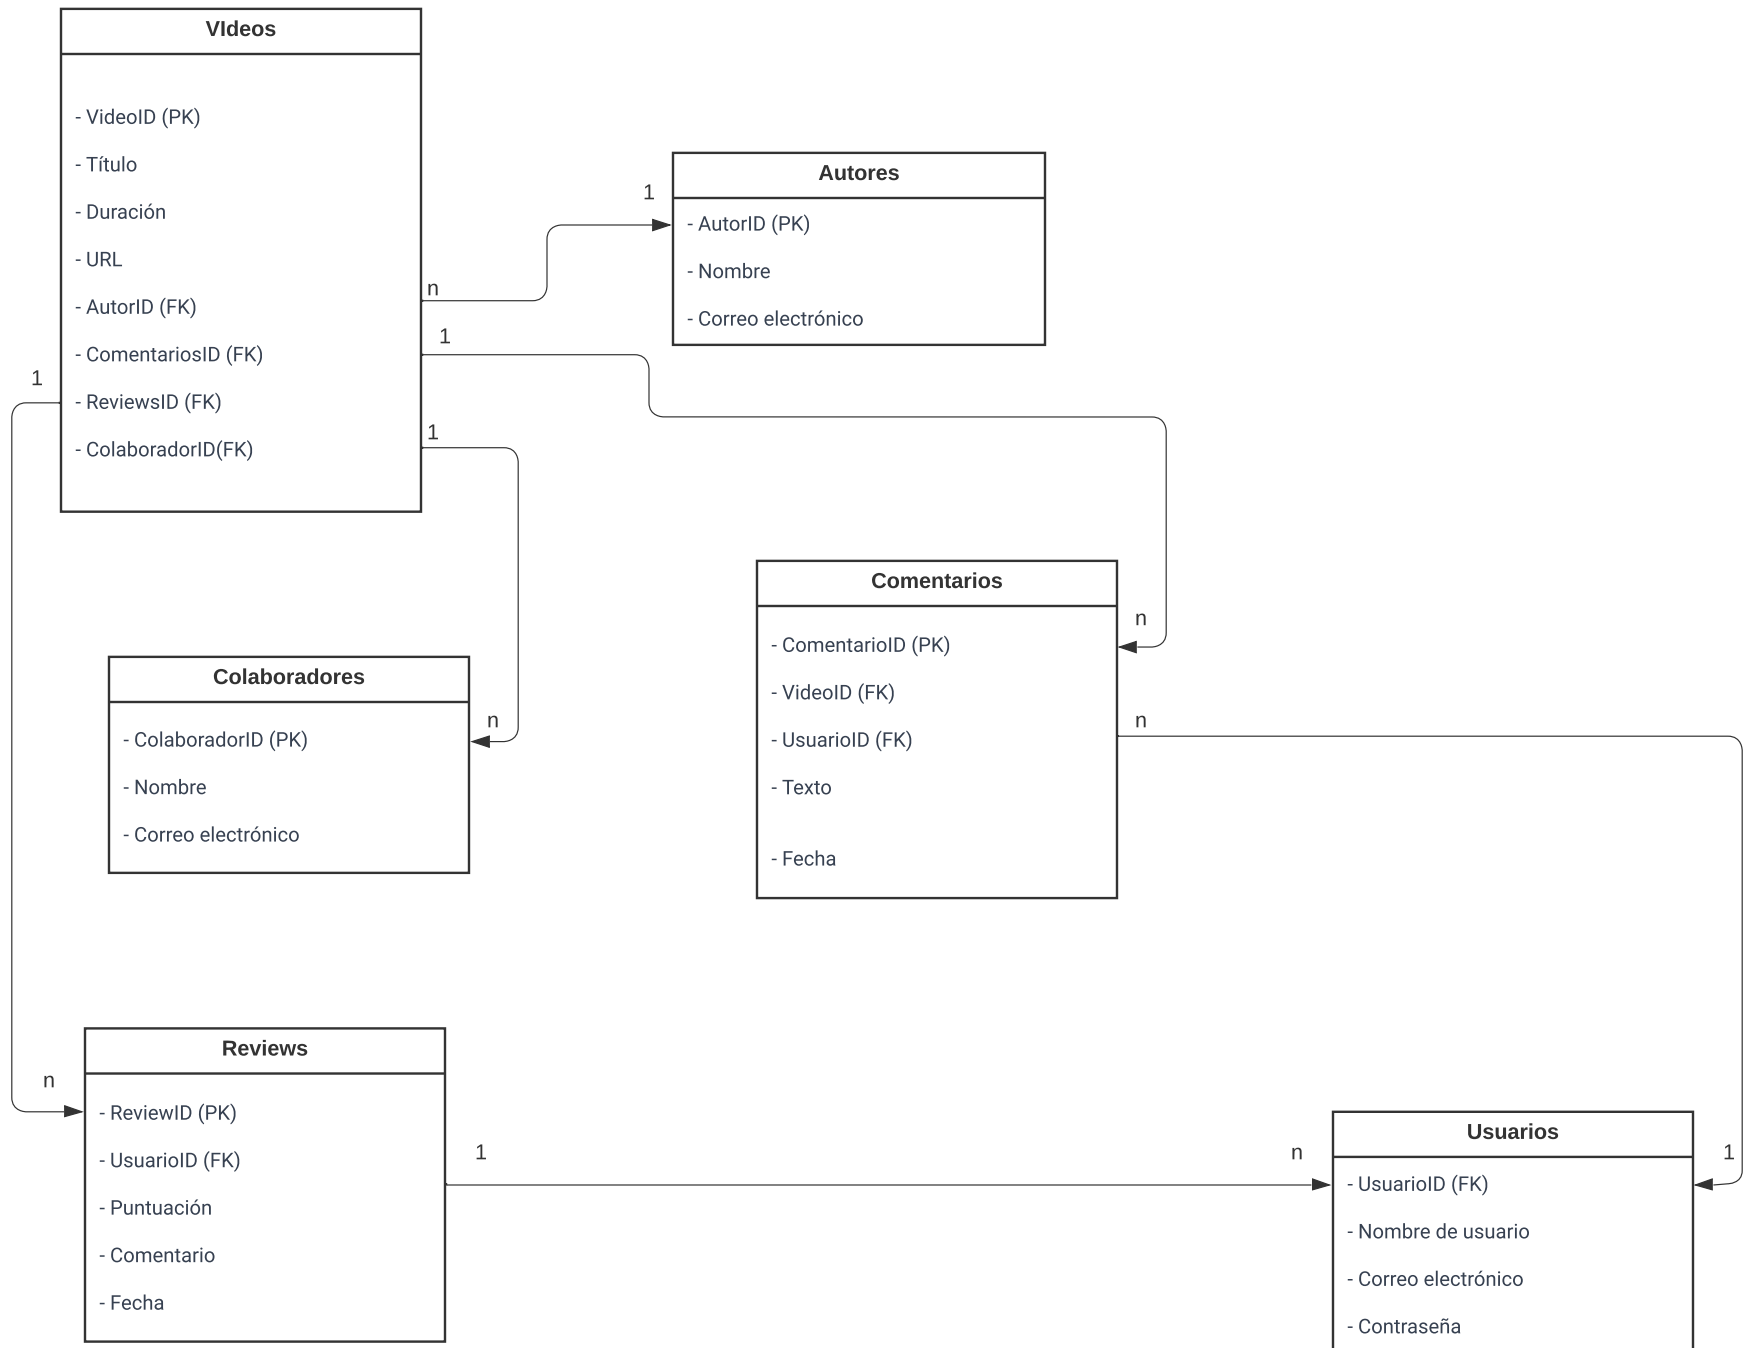 VIdeos
- VideoID (PK)
- Título
- Duración
- URL
- AutorID (FK)
- ComentariosID (FK)
- ReviewsID (FK)
- ColaboradorID(FK)
n
1
1
1
1
Autores
- AutorID (PK)
- Nombre
- Correo electrónico
Comentarios
- ComentarioID (PK)
- VideoID (FK)
- UsuarioID (FK)
- Texto
- Fecha
n
n
Colaboradores
- ColaboradorID (PK)
- Nombre
- Correo electrónico
n
Reviews
- ReviewID (PK)
- UsuarioID (FK)
- Puntuación
- Comentario
- Fecha
n
1
n
1
Usuarios
- UsuarioID (FK)
- Nombre de usuario
- Correo electrónico
- Contraseña